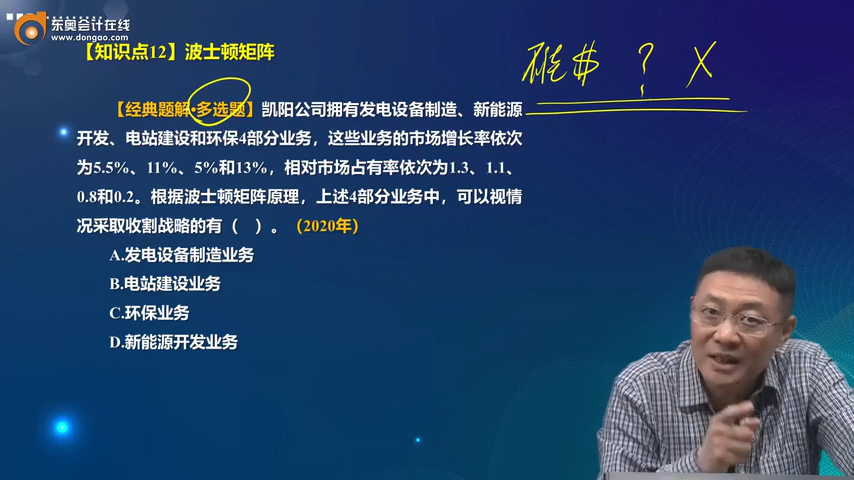 东奥会计在线
www.dongao.com
【知识点12】波士顿矩阵
$ ? X
【经典题解·多选题】凯阳公司拥有发电设备制造、新能源
开发、电站建设和环保4部分业务，这些业务的市场增长率依次
为5.5%、11%、5%和13%，相对市场占有率依次为1.3、1.1、
0.8和0.2。根据波士顿矩阵原理，上述4部分业务中，可以视情
况采取收割战略的有（ ）。（2020年）
A.发电设备制造业务
B.电站建设业务
C.环保业务
D.新能源开发业务